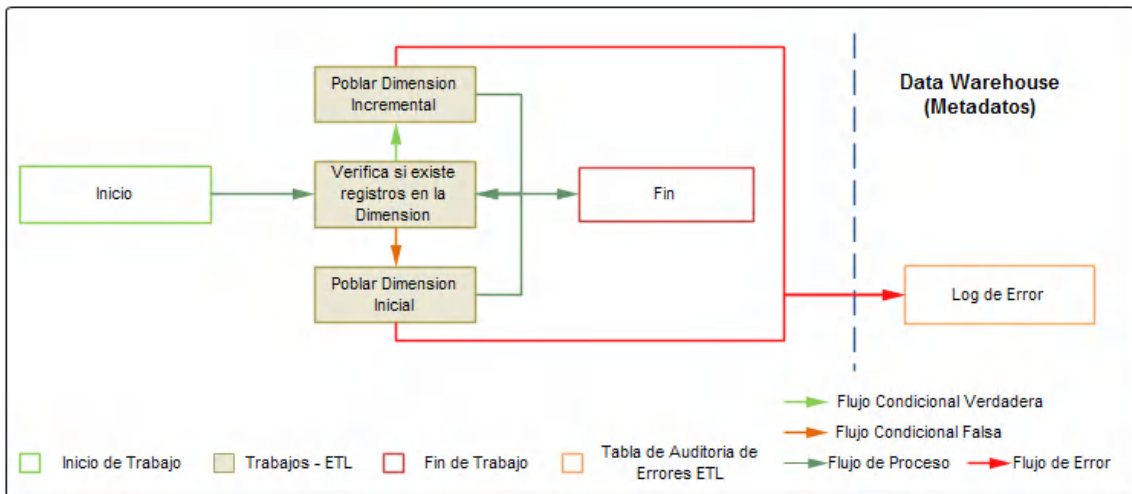 Poblar Dimension
Incremental
Data Warehouse
(Metadatos)
Inicio
Verifica si existe
registros en la
Dimension
Fin
Poblar Dimension
Inicial
Log de Error
Flujo Condicional Verdadera
Flujo Condicional Falsa
Inicio de Trabajo
Trabajos - ETL
Fin de Trabajo
Tabla de Auditoria de
Errores ETL
Flujo de Proceso
Flujo de Error